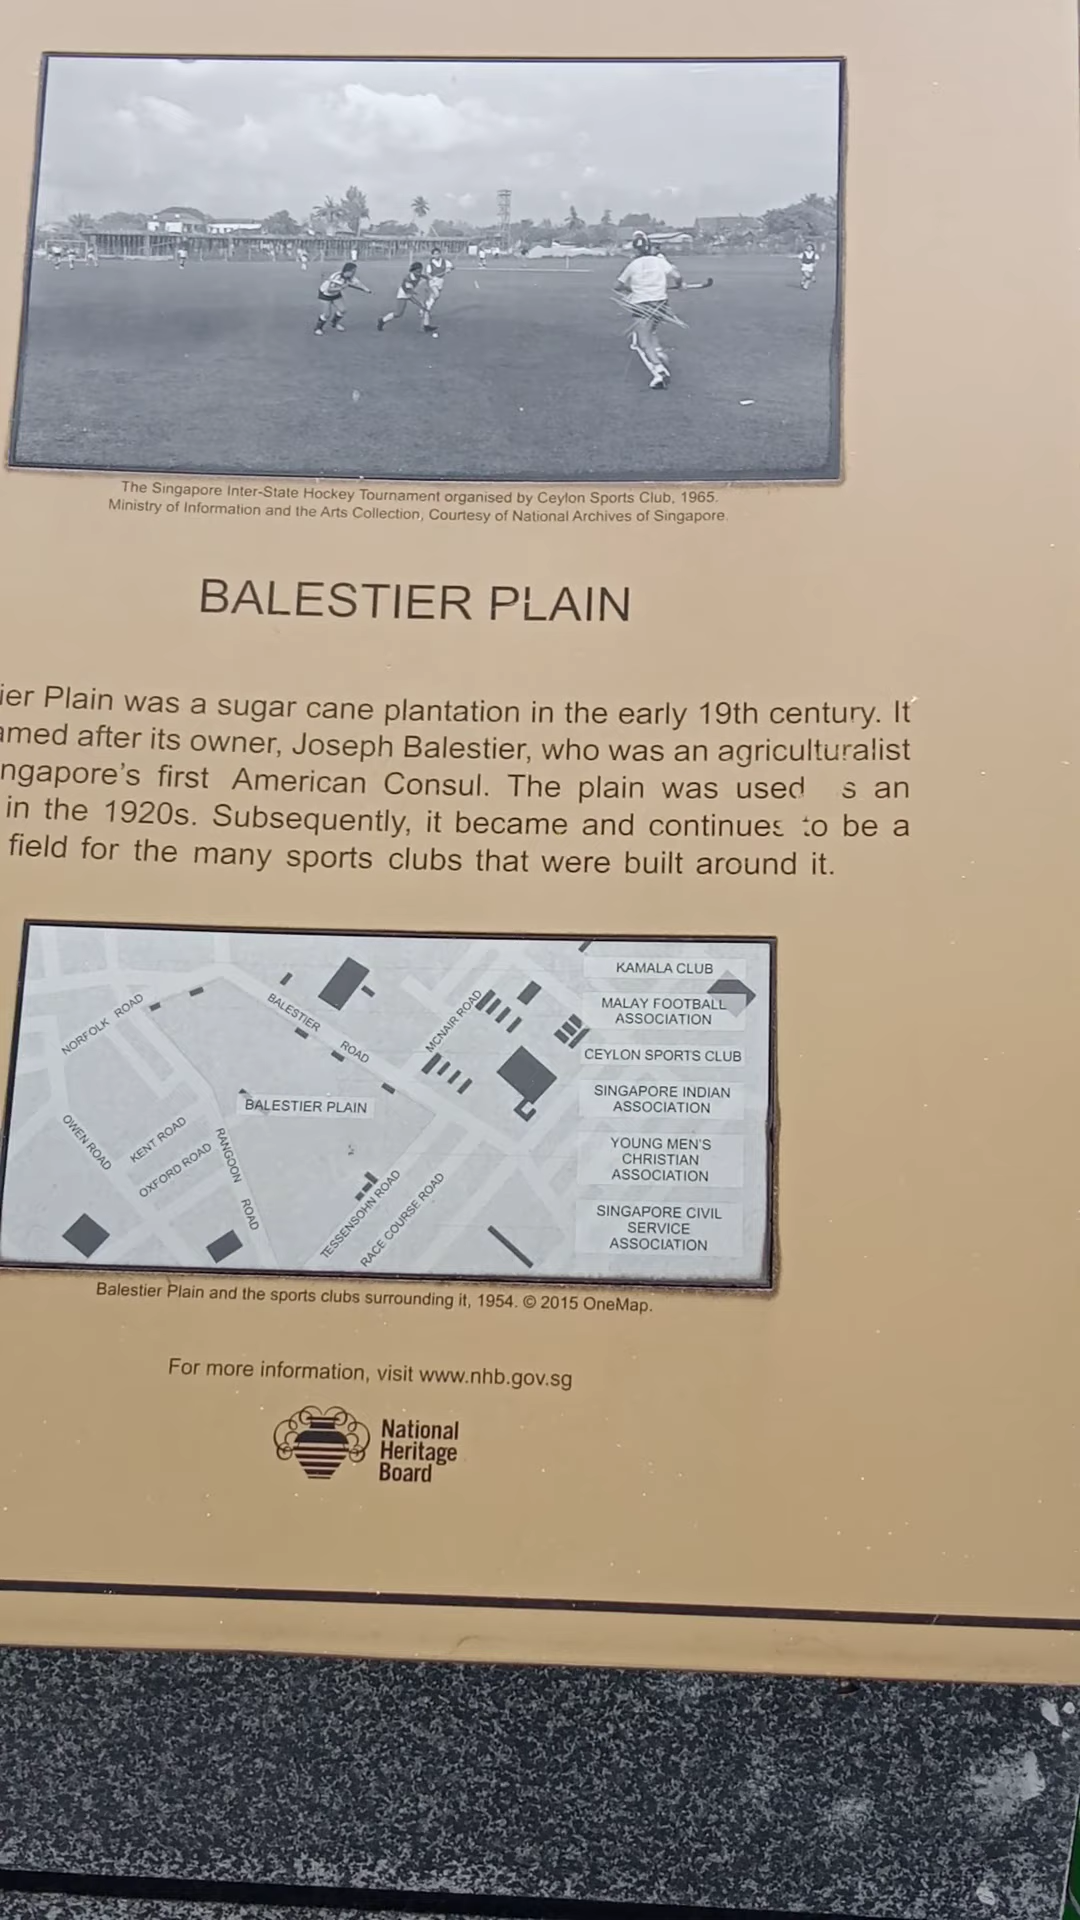 The Singapore Inter-State Hockey Tournament organised by Ceylon Sports Club, 1965.
Ministry of Information and the Arts Collection, Courtesy of National Archives of Singapore.
BALESTIER PLAIN
ier Plain was a sugar cane plantation in the early 19th century. It
amed after its owner, Joseph Balestier, who was an agriculturalist
ngapore's first American Consul. The plain was used s an
in the 1920s. Subsequently, it became and continues to be a
field for the many sports clubs that were built around it.
NORFOLK ROAD
BALESTIER ROAD
MCNAIR ROAD
BALESTIER PLAIN
OWEN ROAD
KENT ROAD
OXFORD ROAD
RANGOON ROAD
TESSENSOHN ROAD
RACE COURSE ROAD
KAMALA CLUB
MALAY FOOTBALL
ASSOCIATION
CEYLON SPORTS CLUB
SINGAPORE INDIAN
ASSOCIATION
YOUNG MEN'S
CHRISTIAN
ASSOCIATION
SINGAPORE CIVIL
SERVICE
ASSOCIATION
Balestier Plain and the sports clubs surrounding it, 1954. © 2015 OneMap.
For more information, visit www.nhb.gov.sg
National
Heritage
Board